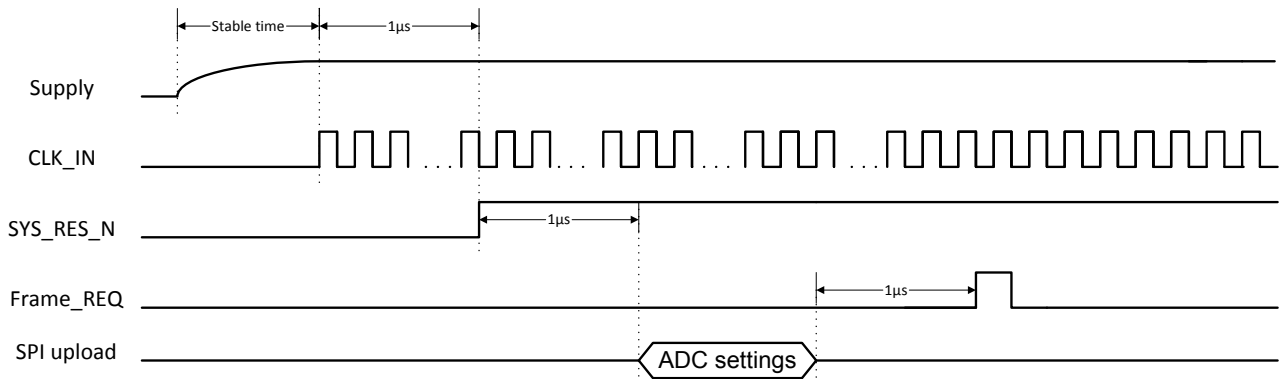 Stable time 1µs
Supply
CLK_IN
SYS_RES_N 1µs
Frame_REQ 1µs
SPI upload ADC settings